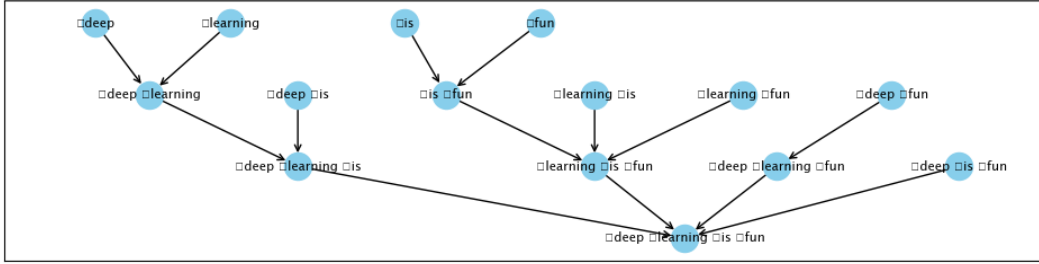 □deep □learning □is □fun
□deep □learning □deep □is □is □fun □learning □is □learning □fun □deep □fun
□deep □learning □is □learning □is □fun □deep □learning □fun □deep □is □fun
□deep □learning □is □fun